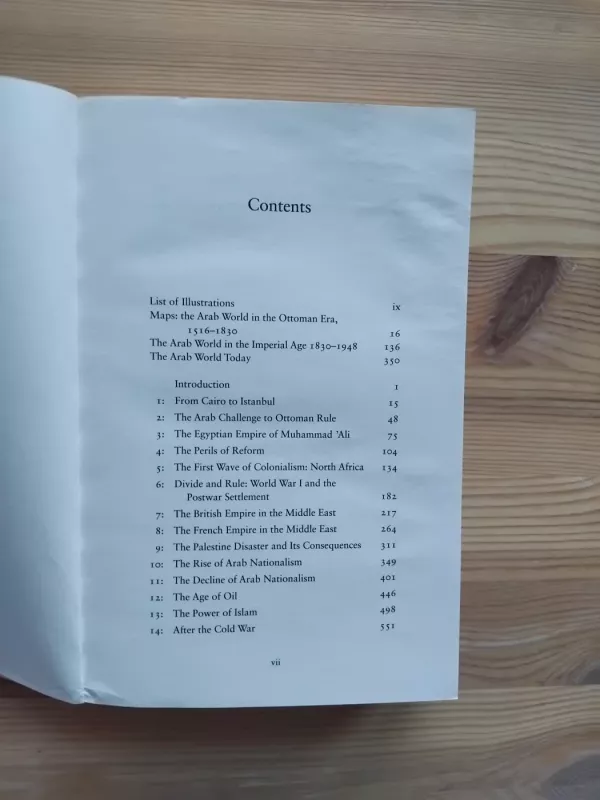 Contents
List of Illustrations ix
Maps: the Arab World in the Ottoman Era,
1516–1830 16
The Arab World in the Imperial Age 1830–1948 136
The Arab World Today 350
Introduction 1
1: From Cairo to Istanbul 15
2: The Arab Challenge to Ottoman Rule 48
3: The Egyptian Empire of Muhammad 'Ali 75
4: The Perils of Reform 104
5: The First Wave of Colonialism: North Africa 134
6: Divide and Rule: World War I and the
Postwar Settlement 182
7: The British Empire in the Middle East 217
8: The French Empire in the Middle East 264
9: The Palestine Disaster and Its Consequences 311
10: The Rise of Arab Nationalism 349
11: The Decline of Arab Nationalism 401
12: The Age of Oil 446
13: The Power of Islam 498
14: After the Cold War 551
vii